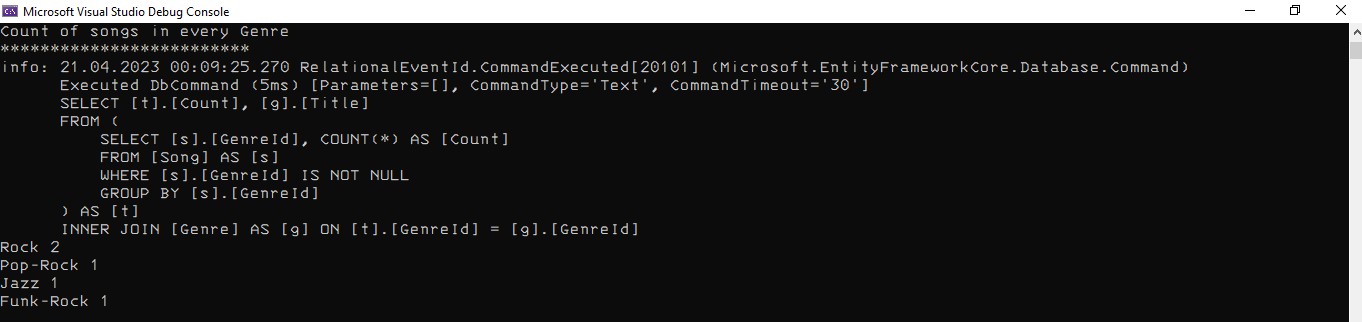 Microsoft Visual Studio Debug Console
Count of songs in every Genre
*************************
info: 21.04.2023 00:09:25.270 RelationalEventId.CommandExecuted[20101] (Microsoft.EntityFrameworkCore.Database.Command)
Executed DbCommand (5ms) [Parameters=[], CommandType='Text', CommandTimeout='30']
SELECT [t].[Count], [g].[Title]
FROM (
SELECT [s].[GenreId], COUNT(*) AS [Count]
FROM [Song] AS [s]
WHERE [s].[GenreId] IS NOT NULL
GROUP BY [s].[GenreId]
) AS [t]
INNER JOIN [Genre] AS [g] ON [t].[GenreId] = [g].[GenreId]
Rock 2
Pop-Rock 1
Jazz 1
Funk-Rock 1